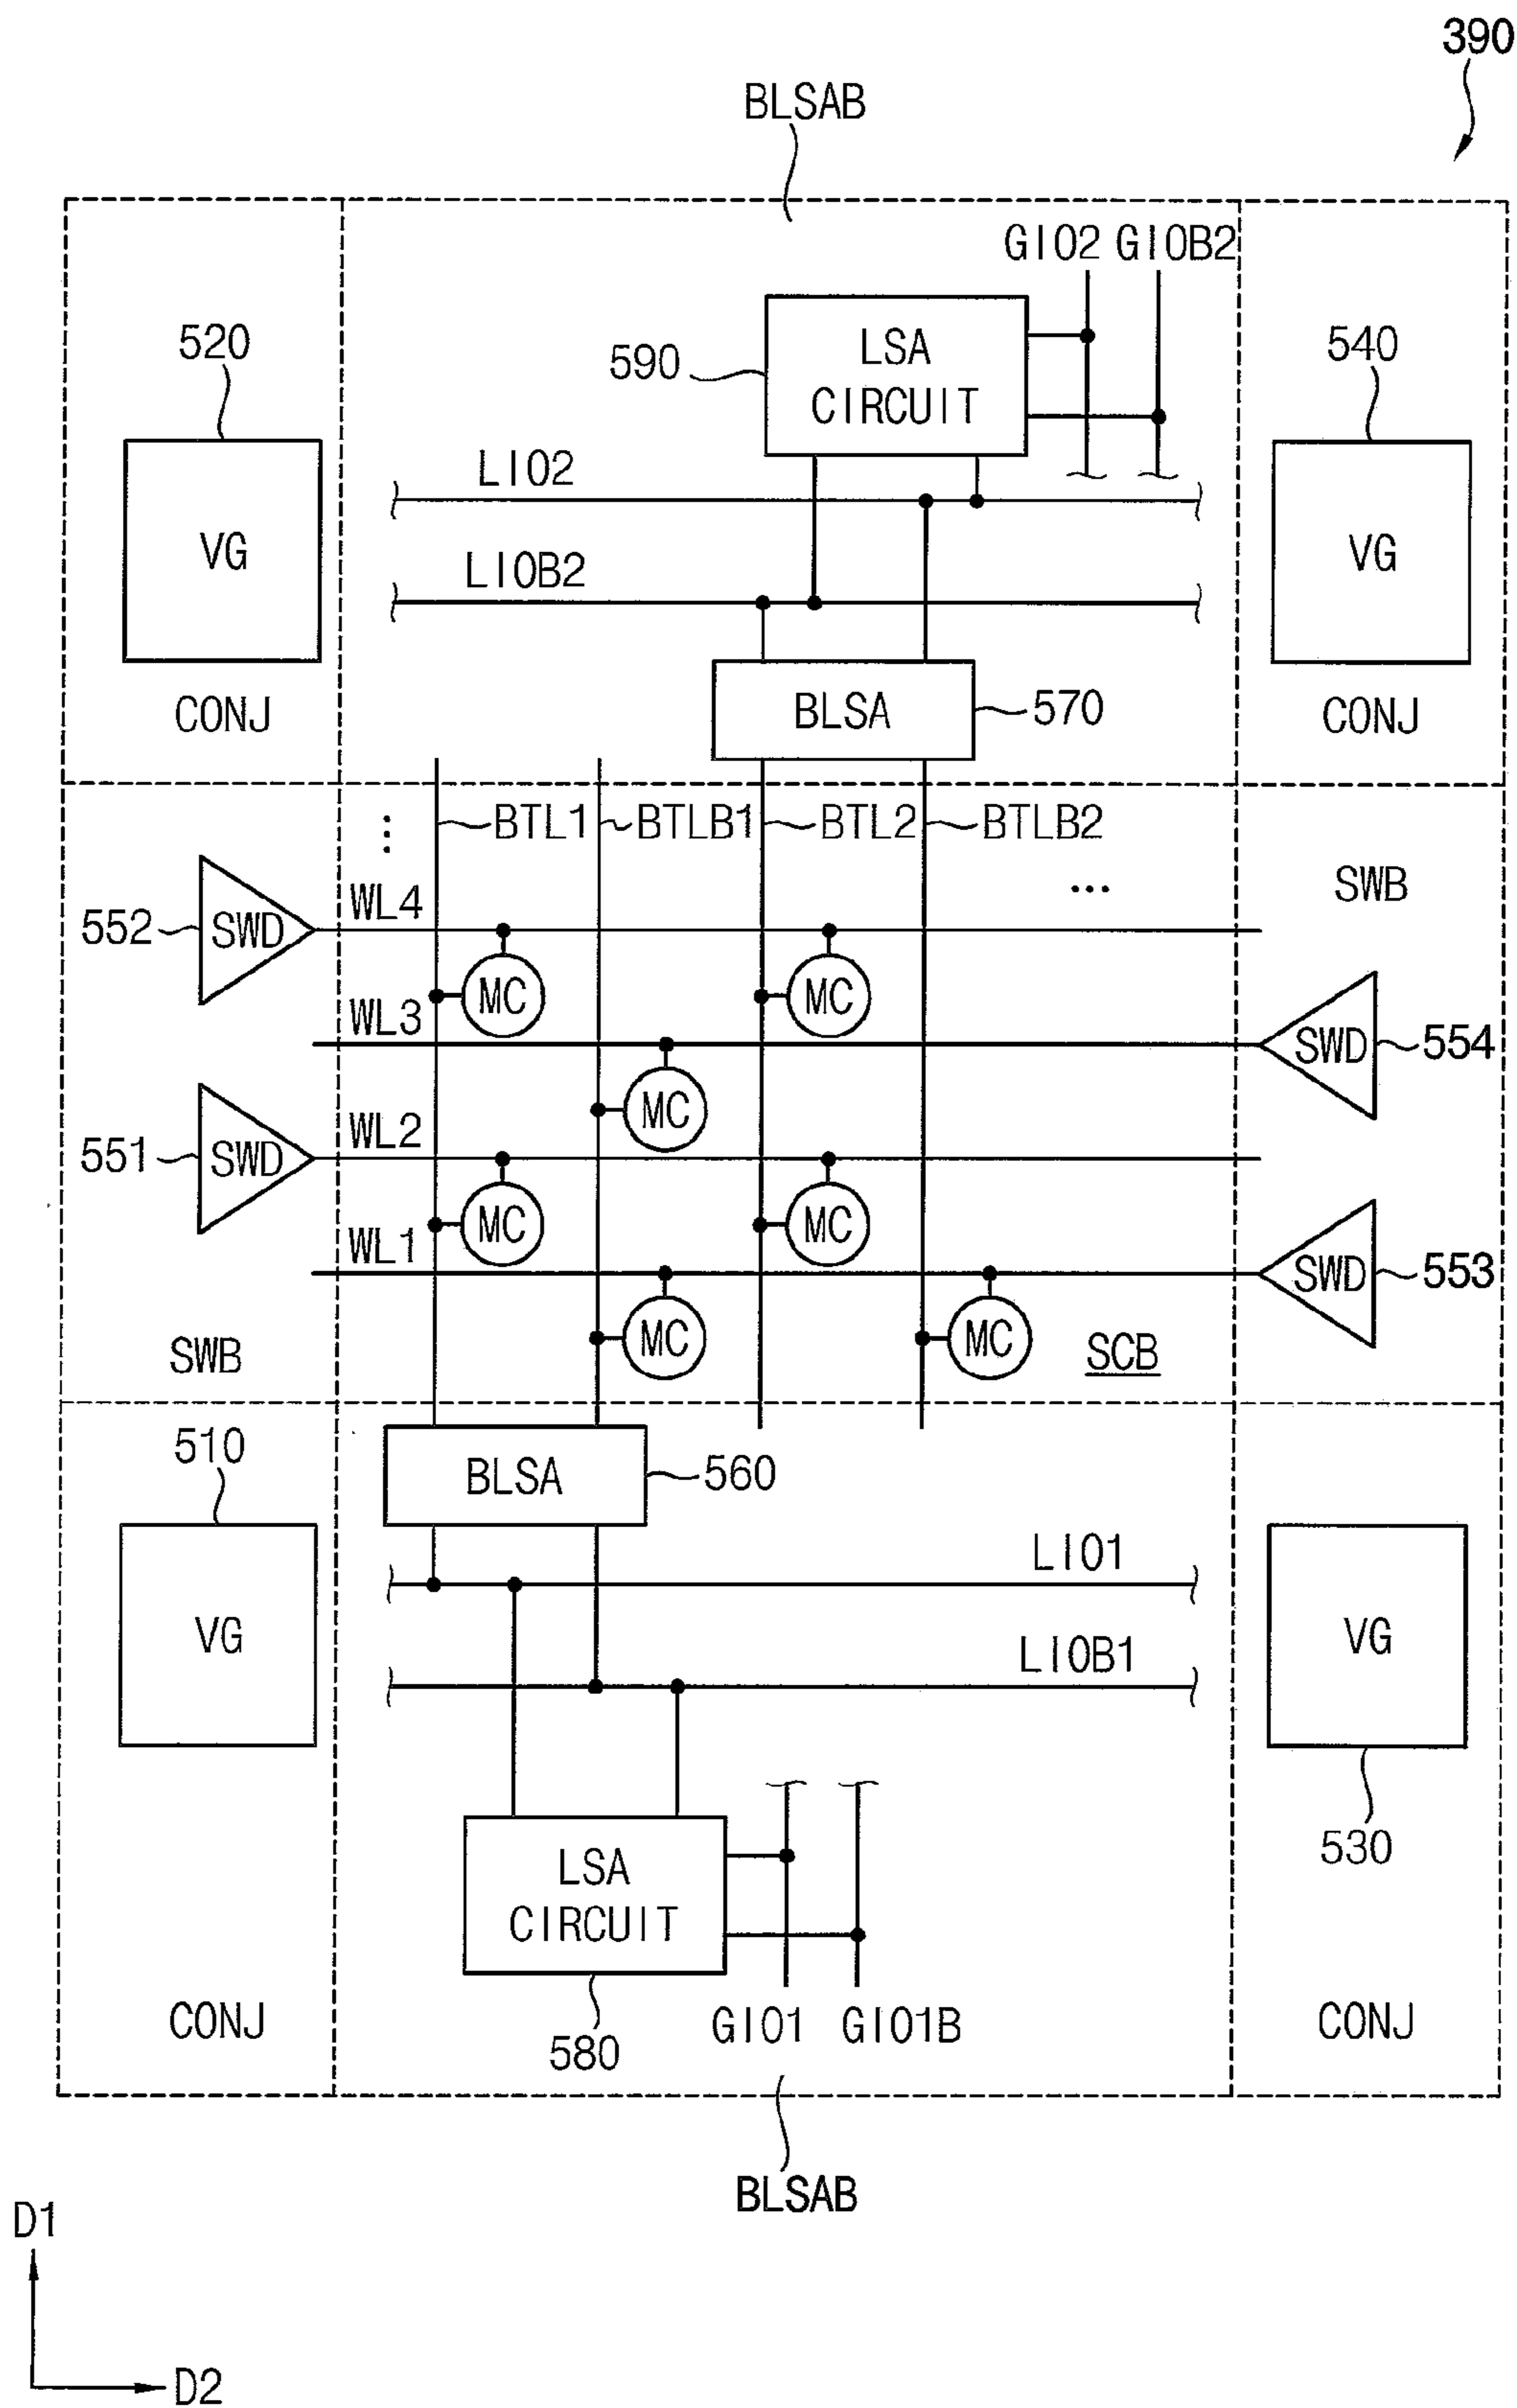 390
BLSAB
GIO2 GIOB2
520
590
LSA
CIRCUIT
540
LIO2
VG
VG
LIOB2
CONJ
BLSA
570
CONJ
BTL1
BTLB1
BTL2
BTLB2
...
...
SWB
WL4
552
SWD
MC
MC
WL3
SWD
554
MC
WL2
551
SWD
MC
MC
WL1
SWD
553
MC
MC
SCB
SWB
510
BLSA
560
LIO1
VG
VG
LIOB1
530
LSA
CIRCUIT
CONJ
GIO1 GIO1B
CONJ
580
BLSAB
D1
D2